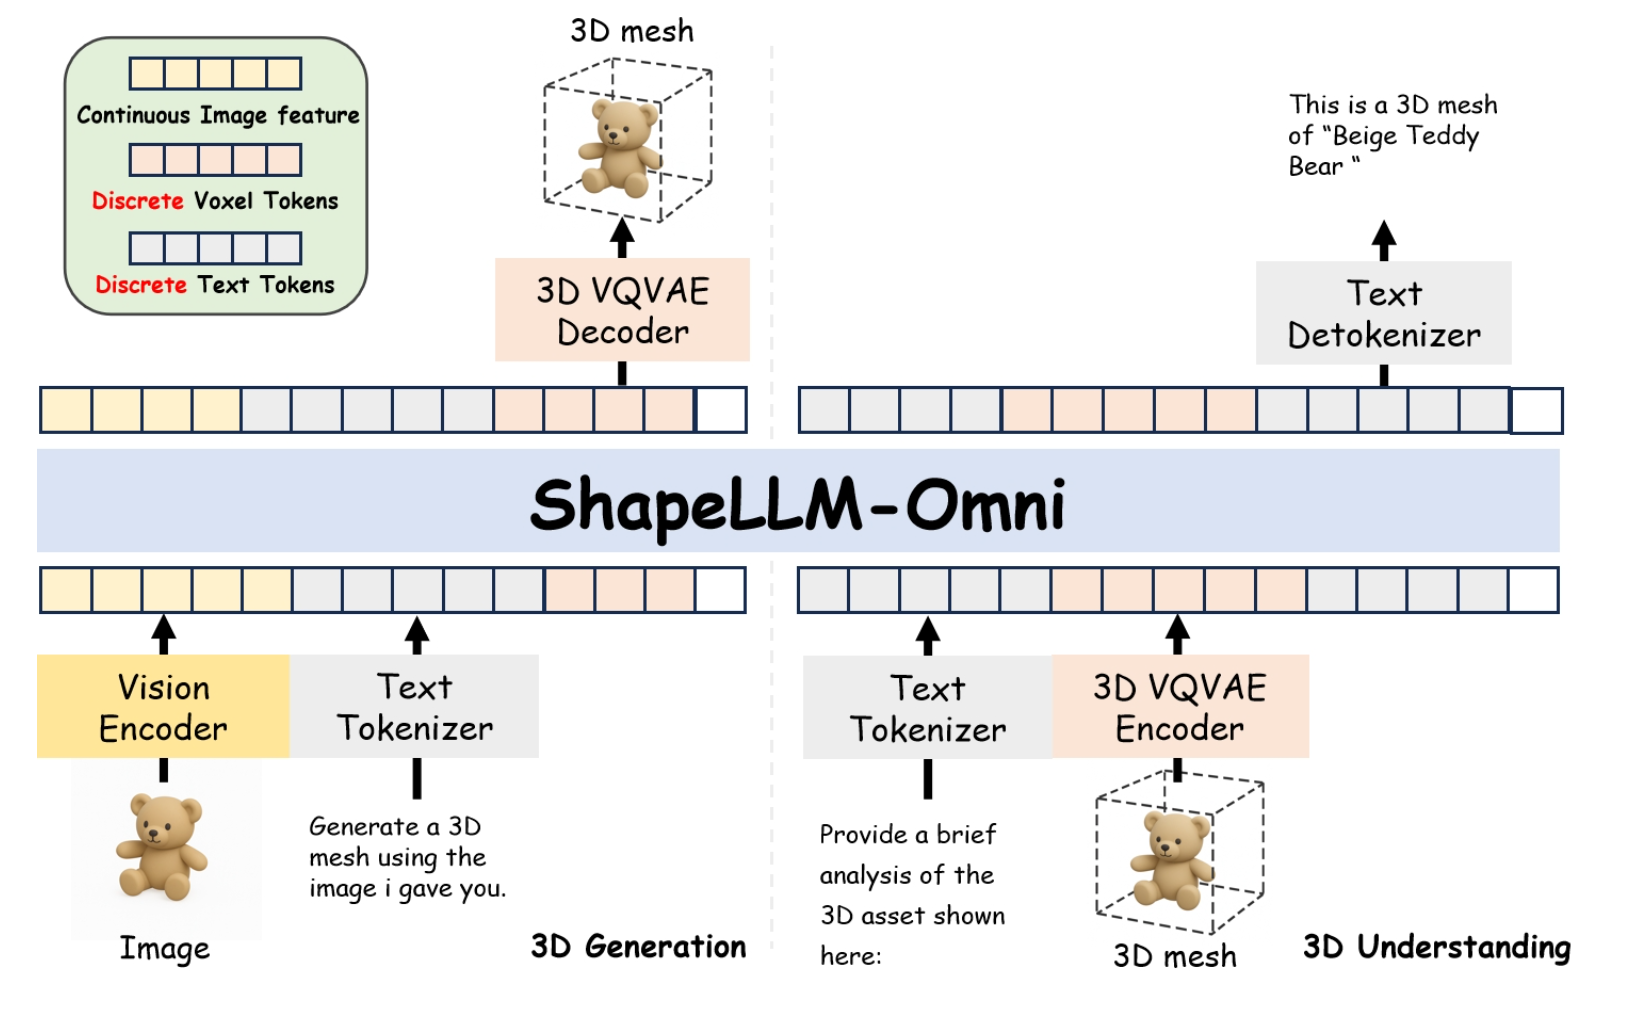 Continuous Image feature
Discrete Voxel Tokens
Discrete Text Tokens
3D mesh
3D VQVAE
Decoder
This is a 3D mesh
of “Beige Teddy
Bear “
Text
Detokenizer
ShapeLLM-Omni
Vision
Encoder
Text
Tokenizer
Image
Generate a 3D
mesh using the
image i gave you.
3D Generation
Text
Tokenizer
3D VQVAE
Encoder
Provide a brief
analysis of the
3D asset shown
here:
3D mesh
3D Understanding